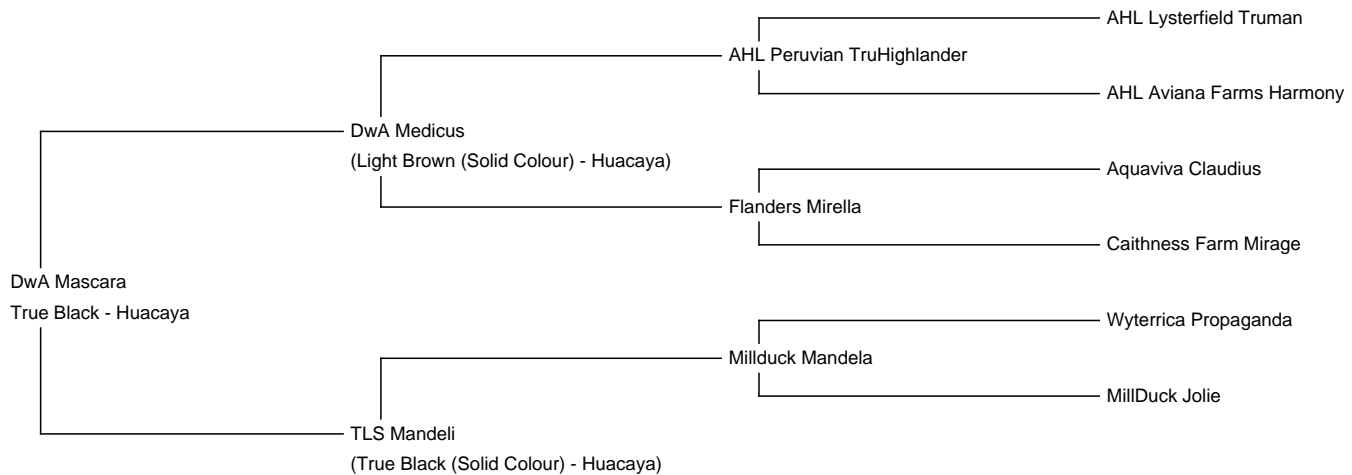 AHL Lysterfield Truman
AHL Peruvian TruHighlander
AHL Aviana Farms Harmony
DwA Medicus
(Light Brown (Solid Colour) - Huacaya)
Aquaviva Claudius
Flanders Mirella
Caithness Farm Mirage
DwA Mascara
True Black - Huacaya
Wyterrica Propaganda
Millduck Mandela
MillDuck Jolie
TLS Mandeli
(True Black (Solid Colour) - Huacaya)